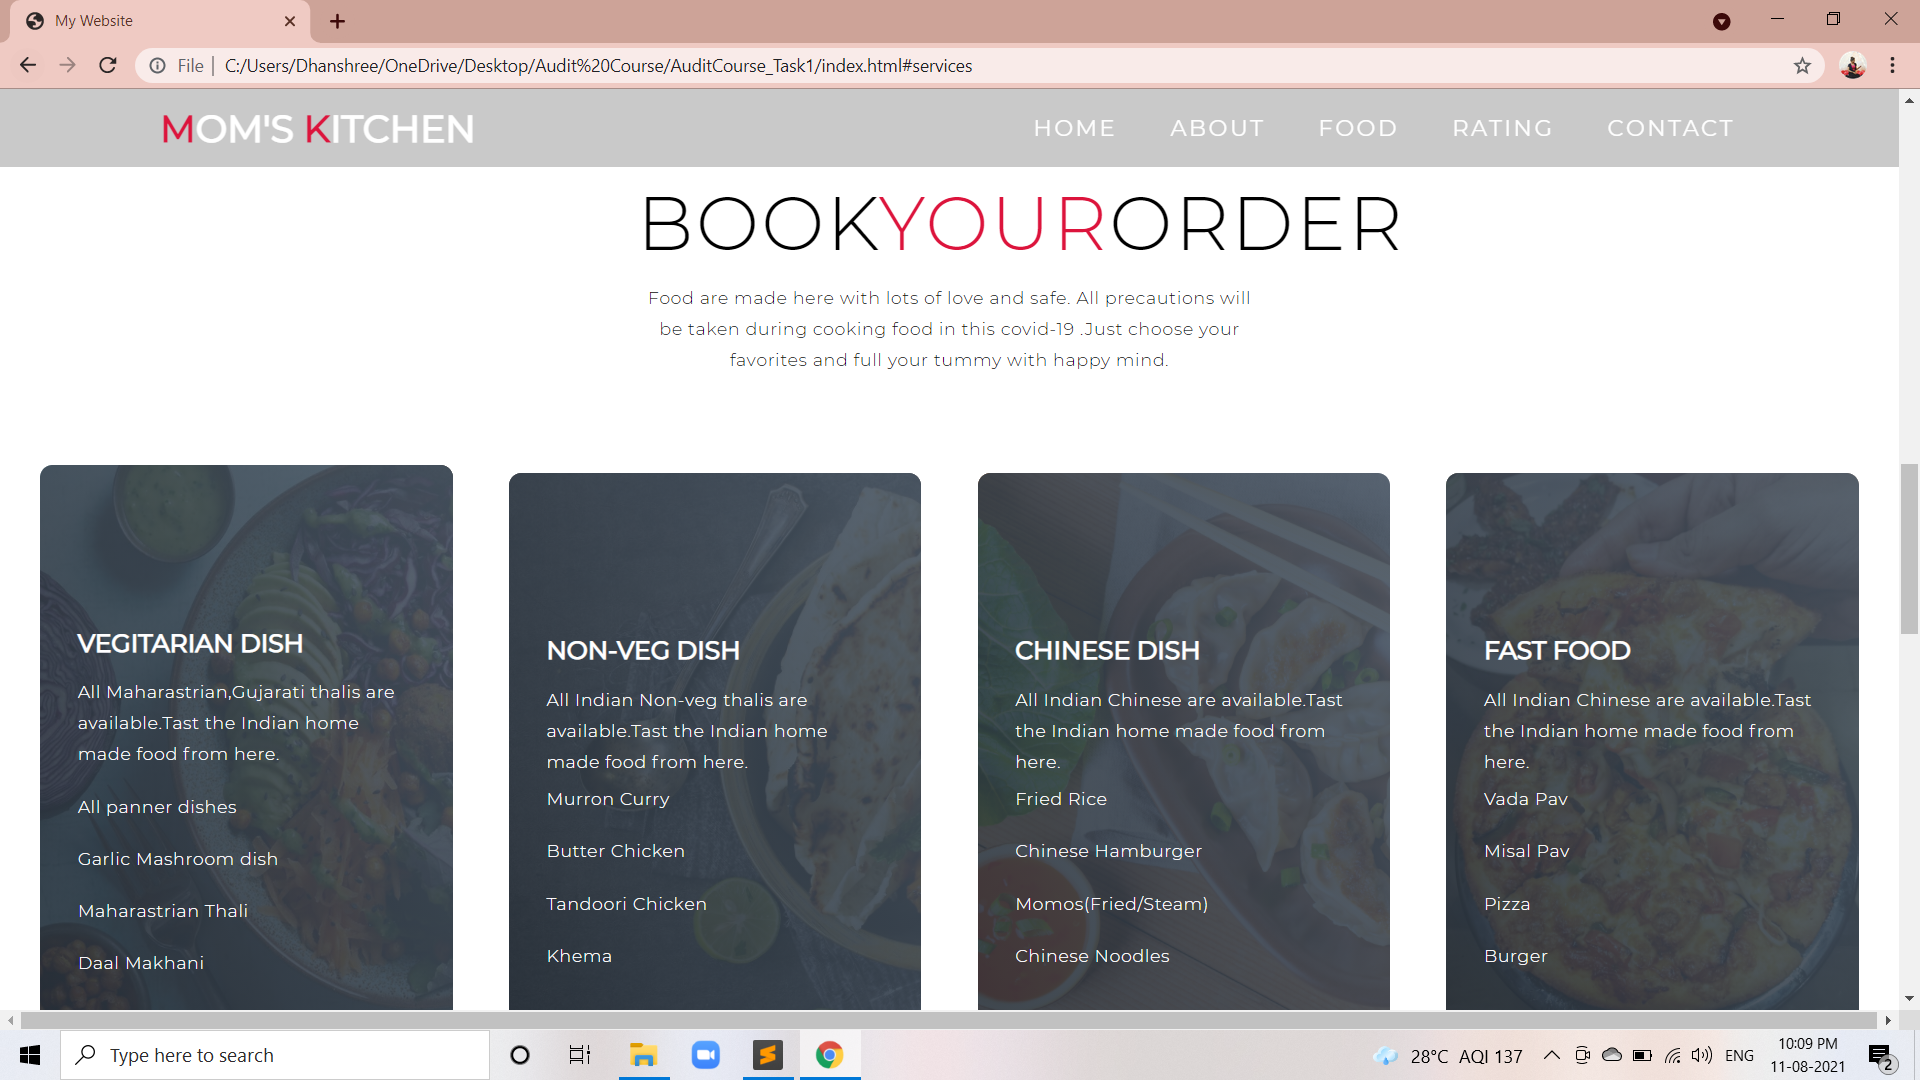 My Website
File
C:/Users/Dhanshree/OneDrive/Desktop/Audit%20Course/AuditCourse_Task1/index.html#services
MOM'S KITCHEN
HOME ABOUT FOOD RATING CONTACT
BOOKYOURORDER
Food are made here with lots of love and safe. All precautions will
be taken during cooking food in this covid-19 .Just choose your
favorites and full your tummy with happy mind.
VEGITARIAN DISH
All Maharastrian,Gujarati thalis are
available.Tast the Indian home
made food from here.
All panner dishes
Garlic Mashroom dish
Maharastrian Thali
Daal Makhani
NON-VEG DISH
All Indian Non-veg thalis are
available.Tast the Indian home
made food from here.
Murron Curry
Butter Chicken
Tandoori Chicken
Khema
CHINESE DISH
All Indian Chinese are available.Tast
the Indian home made food from
here.
Fried Rice
Chinese Hamburger
Momos(Fried/Steam)
Chinese Noodles
FAST FOOD
All Indian Chinese are available.Tast
the Indian home made food from
here.
Vada Pav
Misal Pav
Pizza
Burger
Type here to search
28°C AQI 137
ENG
10:09 PM
11-08-2021
2